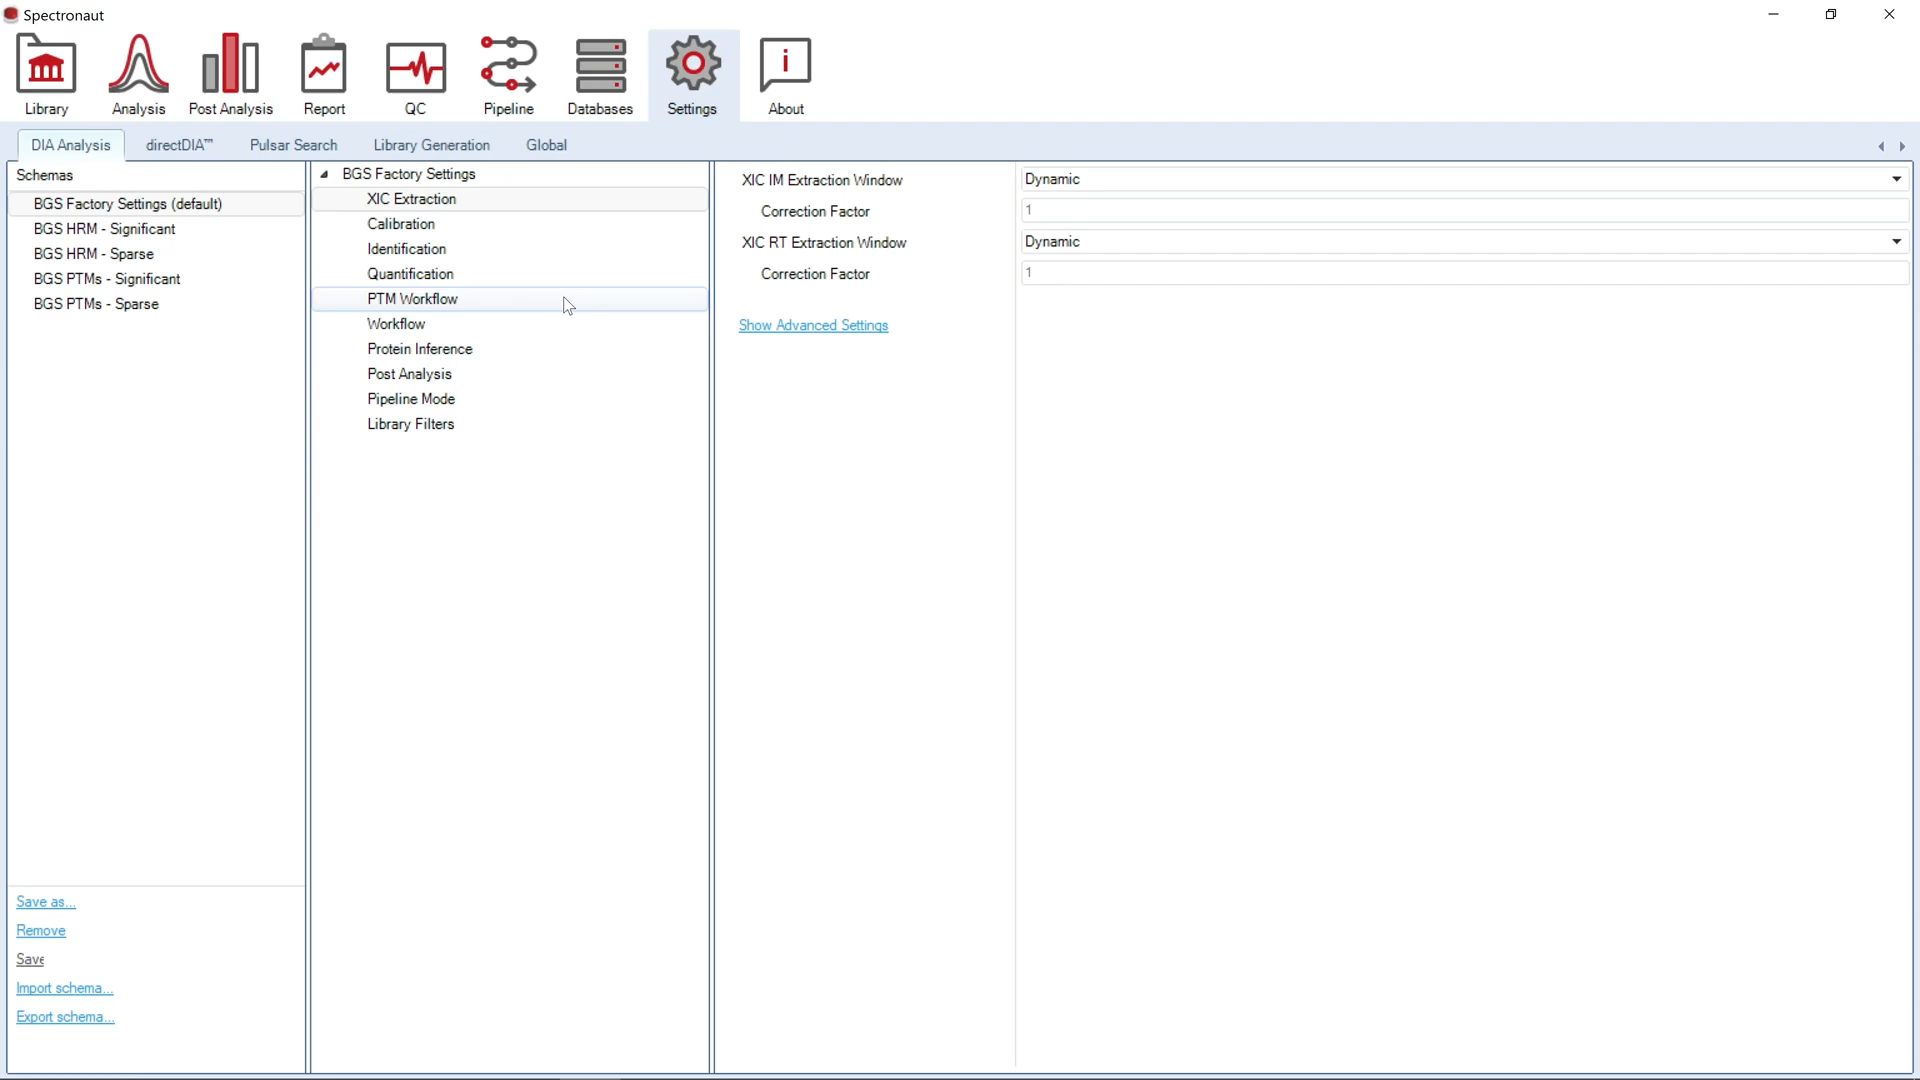 Spectronaut
Library
Analysis
Post Analysis
Report
QC
Pipeline
Databases
Settings
About
DIA Analysis
directDIA™
Pulsar Search
Library Generation
Global
Schemas
BGS Factory Settings (default)
BGS HRM - Significant
BGS HRM - Sparse
BGS PTMs - Significant
BGS PTMs - Sparse
Save as...
Remove
Save
Import schema...
Export schema...
BGS Factory Settings
XIC Extraction
Calibration
Identification
Quantification
PTM Workflow
Workflow
Protein Inference
Post Analysis
Pipeline Mode
Library Filters
XIC IM Extraction Window Dynamic
Correction Factor 1
XIC RT Extraction Window Dynamic
Correction Factor 1
Show Advanced Settings